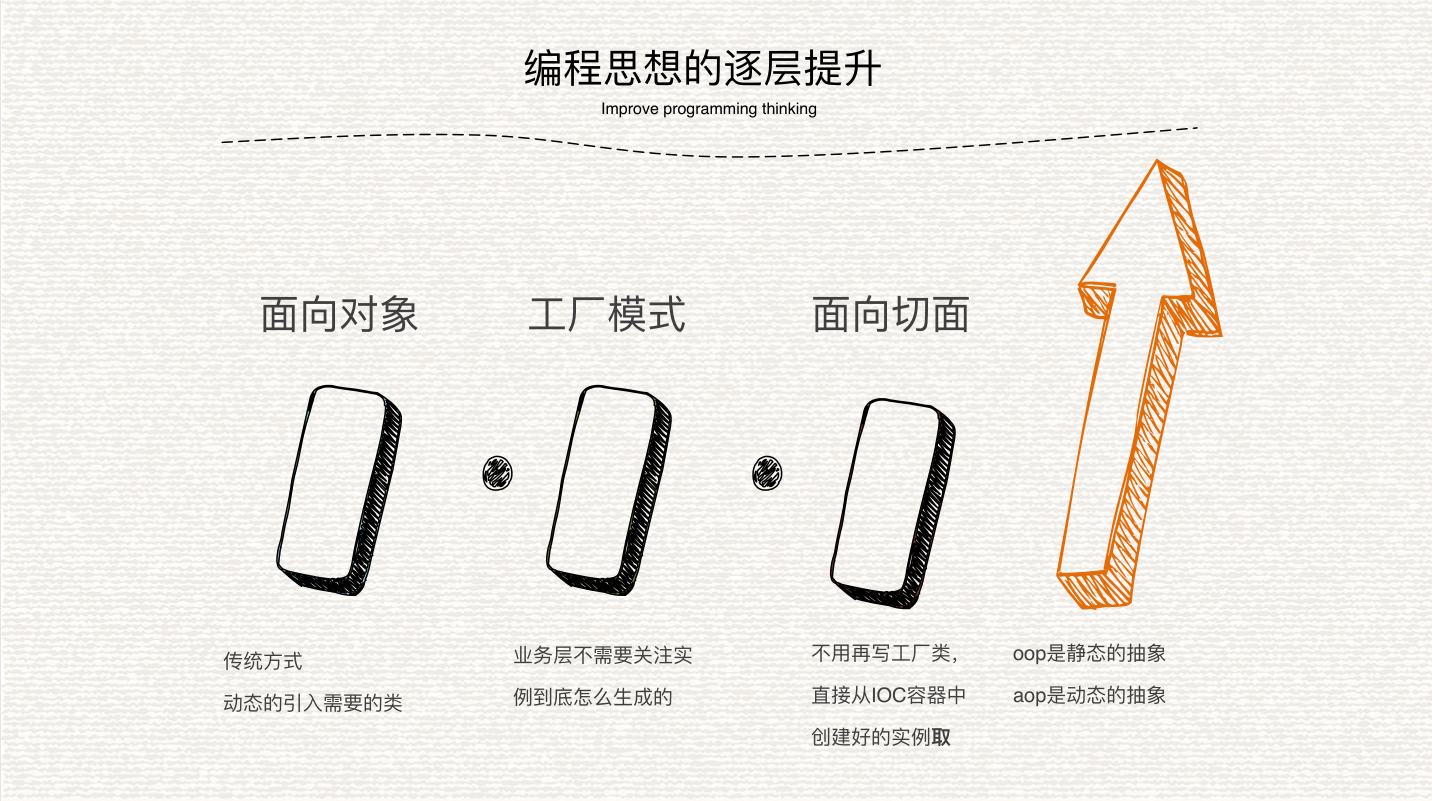 编程思想的逐层提升
Improve programming thinking
面向对象
工厂模式
面向切面
传统方式
动态的引入需要的类
业务层不需要关注实
例到底怎么生成的
不用再写工厂类，
直接从IOC容器中
创建好的实例取
oop是静态的抽象
aop是动态的抽象